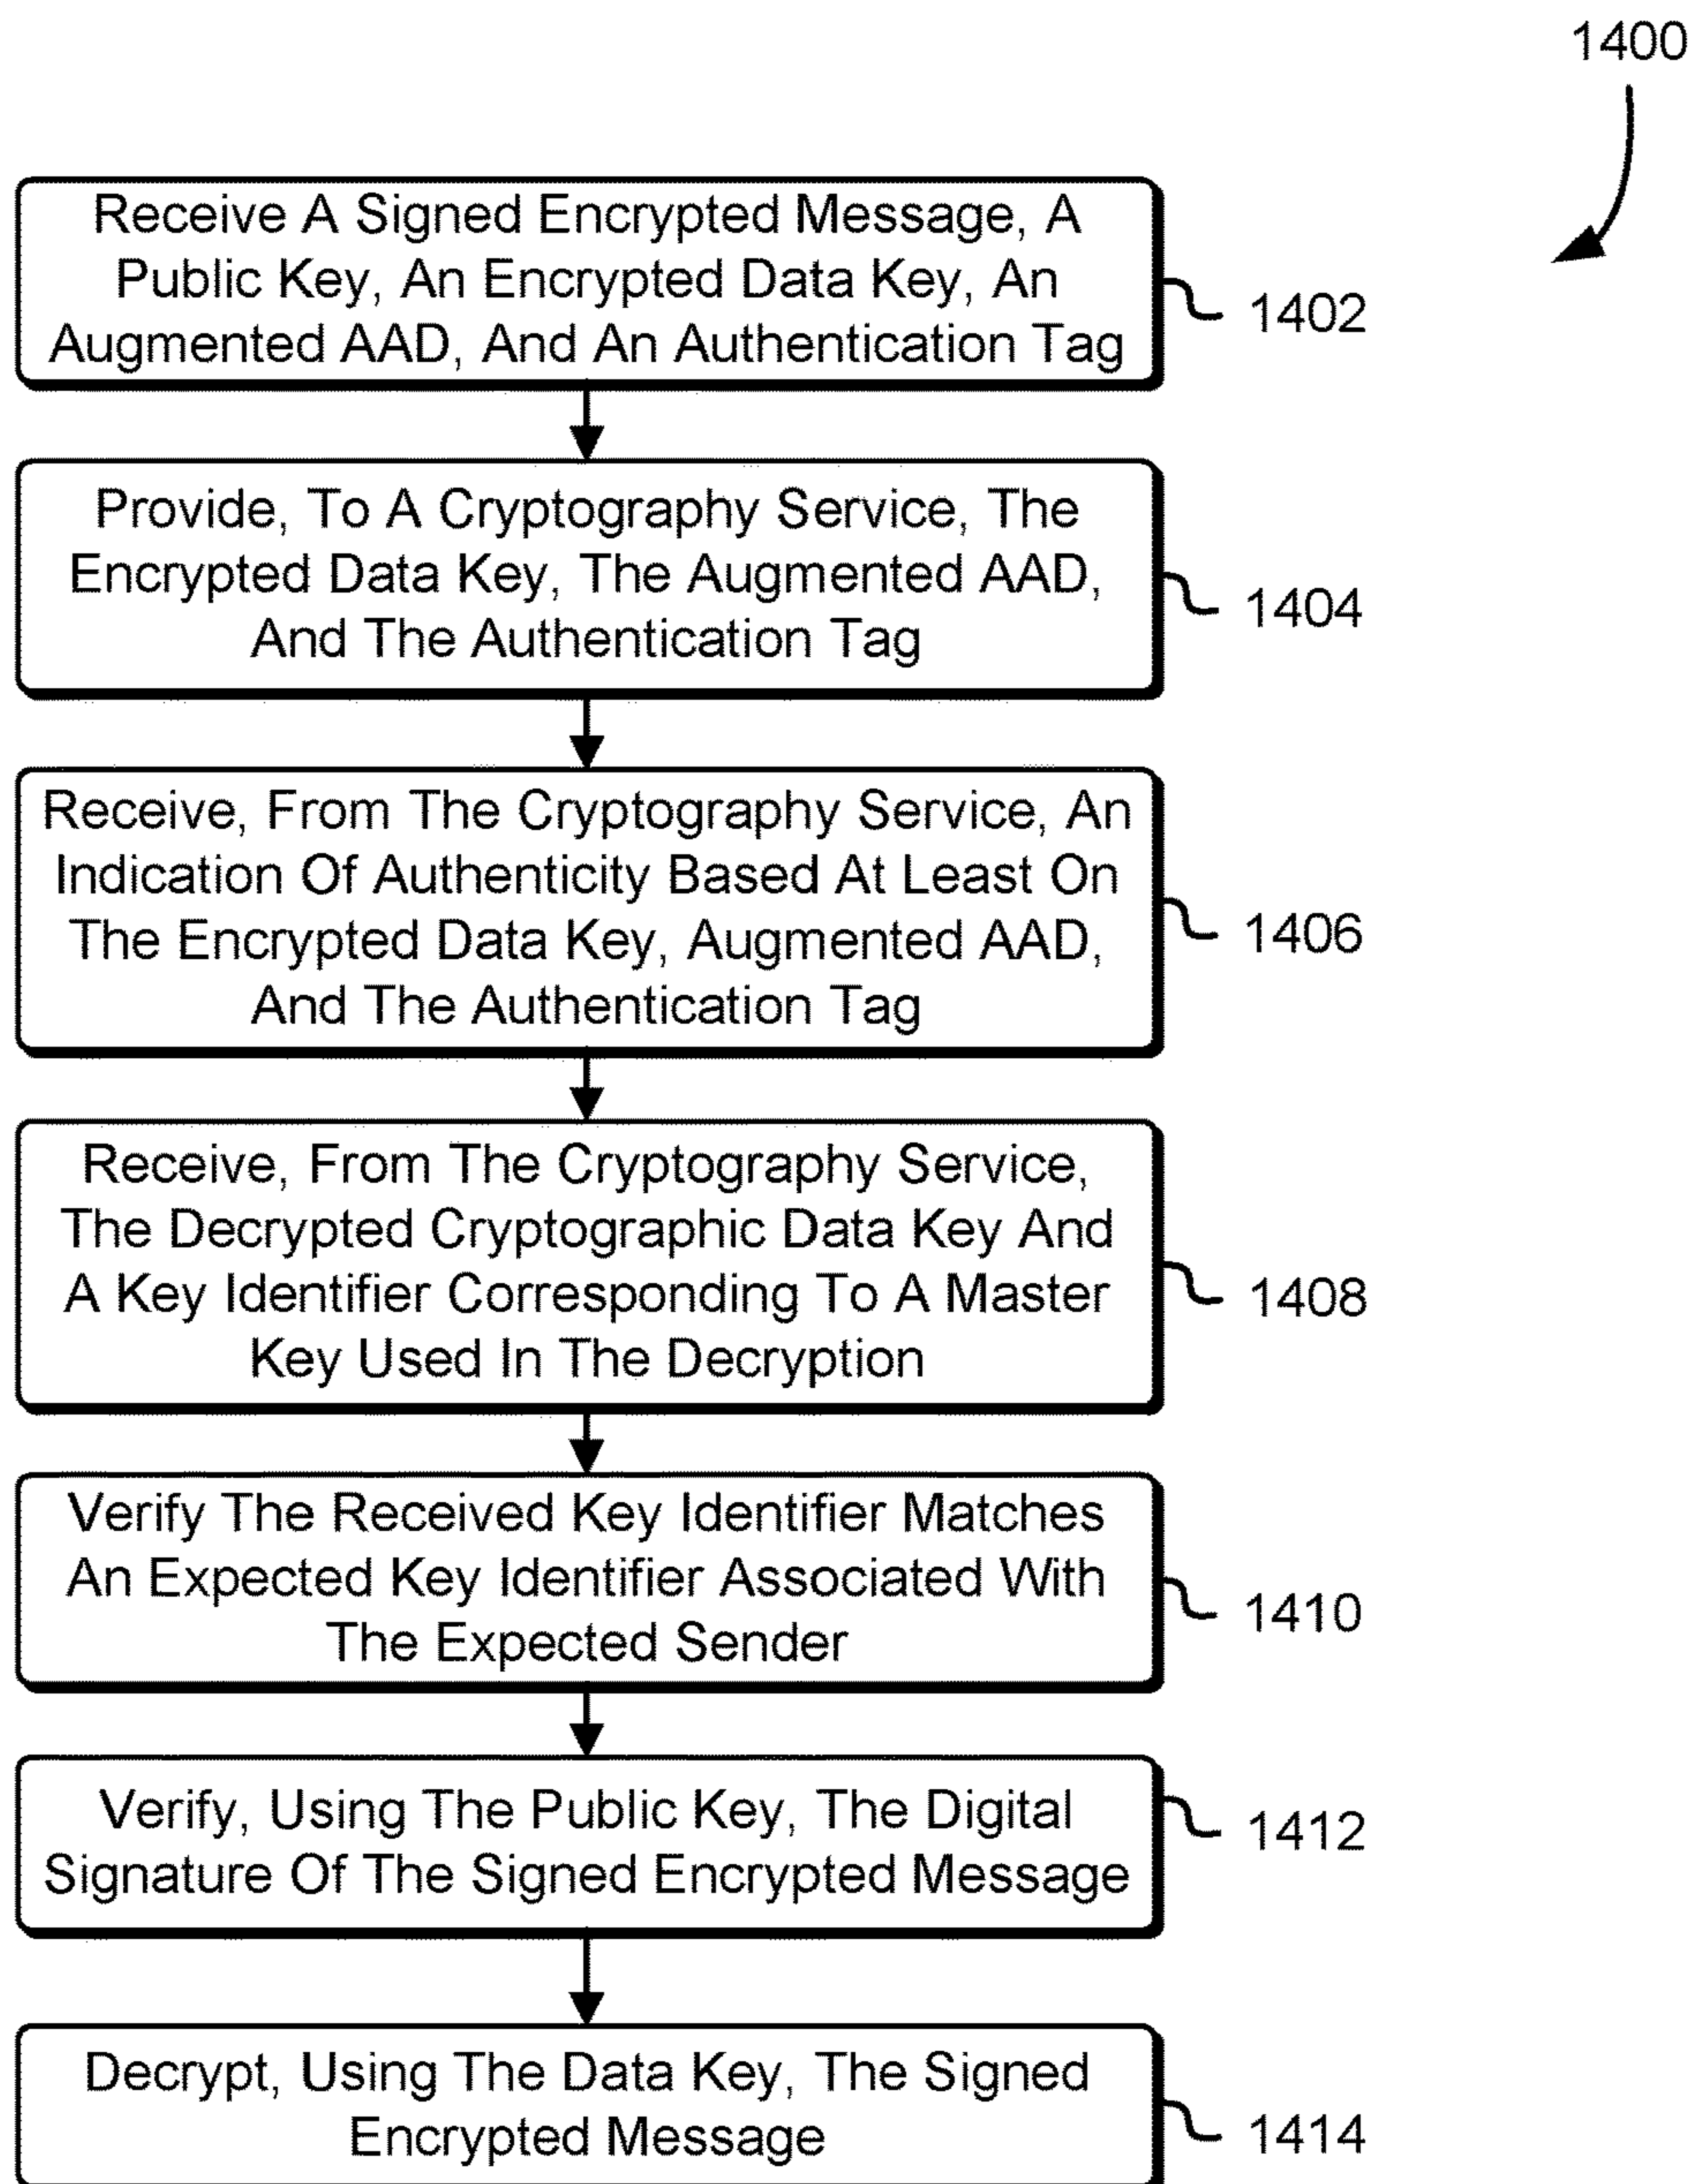 1400
Receive A Signed Encrypted Message, A
Public Key, An Encrypted Data Key, An
Augmented AAD, And An Authentication Tag
1402
Provide, To A Cryptography Service, The
Encrypted Data Key, The Augmented AAD,
And The Authentication Tag
1404
Receive, From The Cryptography Service, An
Indication Of Authenticity Based At Least On
The Encrypted Data Key, Augmented AAD,
And The Authentication Tag
1406
Receive, From The Cryptography Service,
The Decrypted Cryptographic Data Key And
A Key Identifier Corresponding To A Master
Key Used In The Decryption
1408
Verify The Received Key Identifier Matches
An Expected Key Identifier Associated With
The Expected Sender
1410
Verify, Using The Public Key, The Digital
Signature Of The Signed Encrypted Message
1412
Decrypt, Using The Data Key, The Signed
Encrypted Message
1414